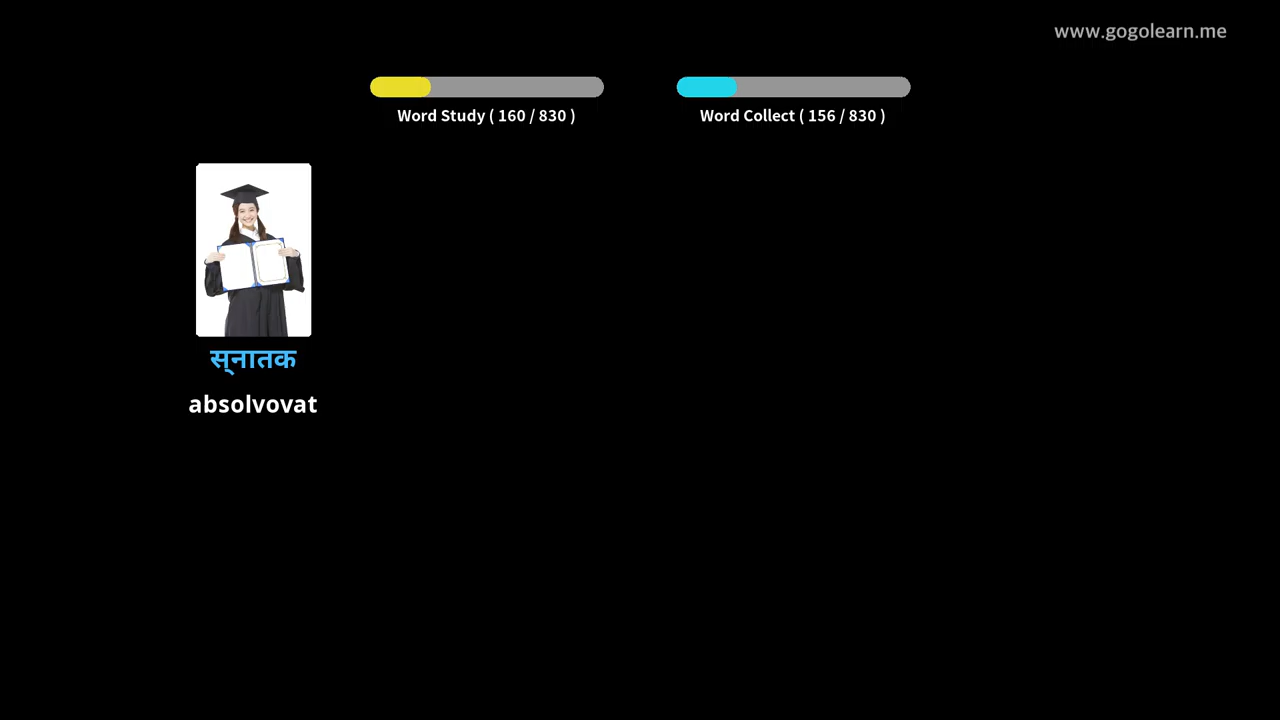 www.gogolearn.me
Word Study ( 160 / 830 )
Word Collect ( 156 / 830 )
स्‌नातक
absolvovat